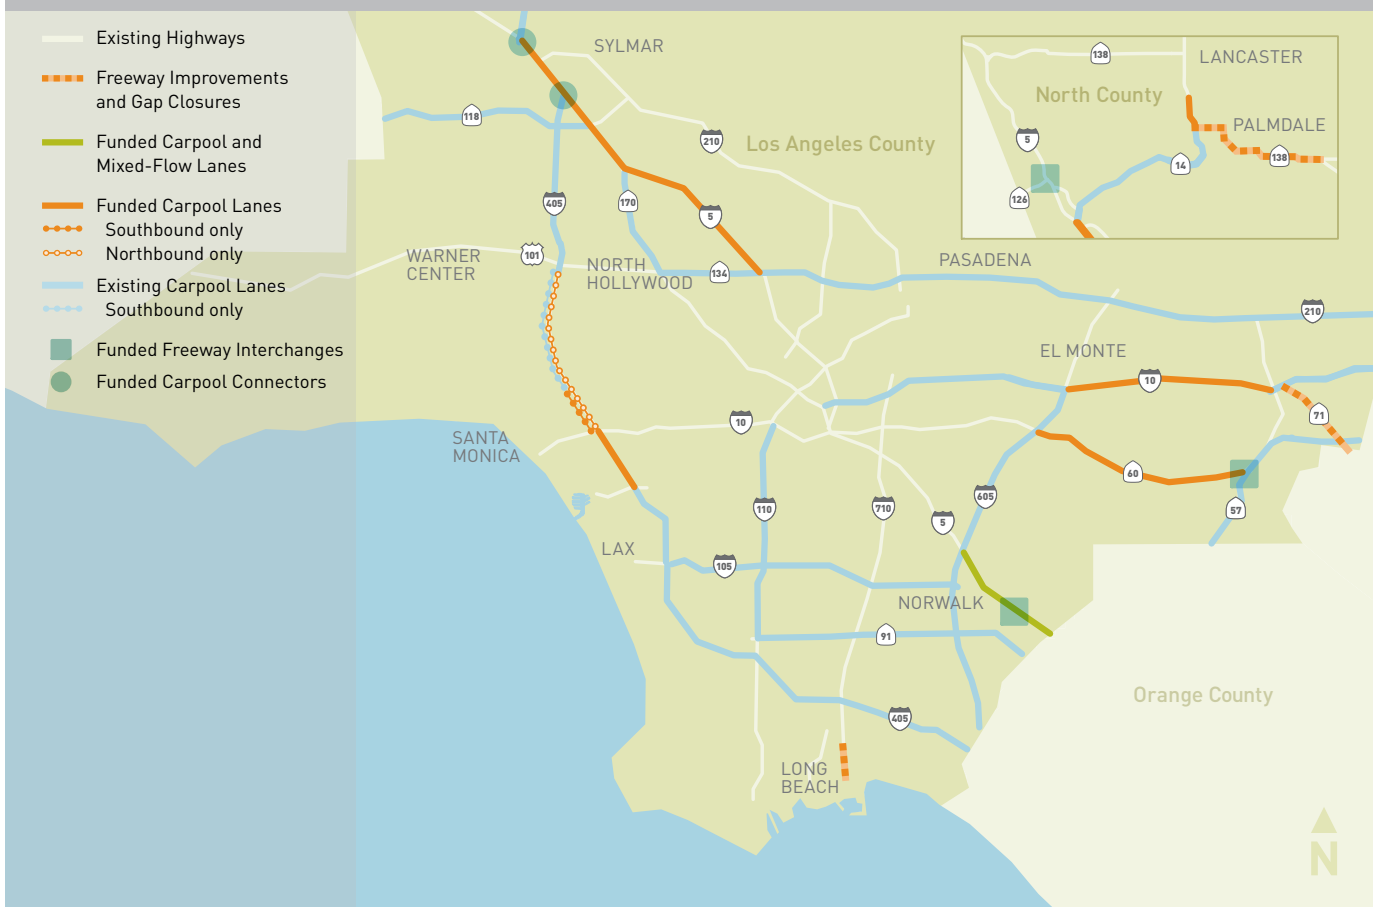 Existing Highways
Freeway Improvements
and Gap Closures
Funded Carpool and
Mixed-Flow Lanes
Funded Carpool Lanes
Southbound only
Northbound only
Existing Carpool Lanes
Southbound only
Funded Freeway Interchanges
Funded Carpool Connectors
SYLMAR
118
210
Los Angeles County
405
170
5
WARNER
CENTER
101
NORTH
HOLLYWOOD
134
PASADENA
210
EL MONTE
10
71
SANTA
MONICA
10
60
110
710
5
605
57
LAX
105
NORWALK
91
405
LONG
BEACH
Orange County
N
138
LANCASTER
North County
5
PALMDALE
14
138
126